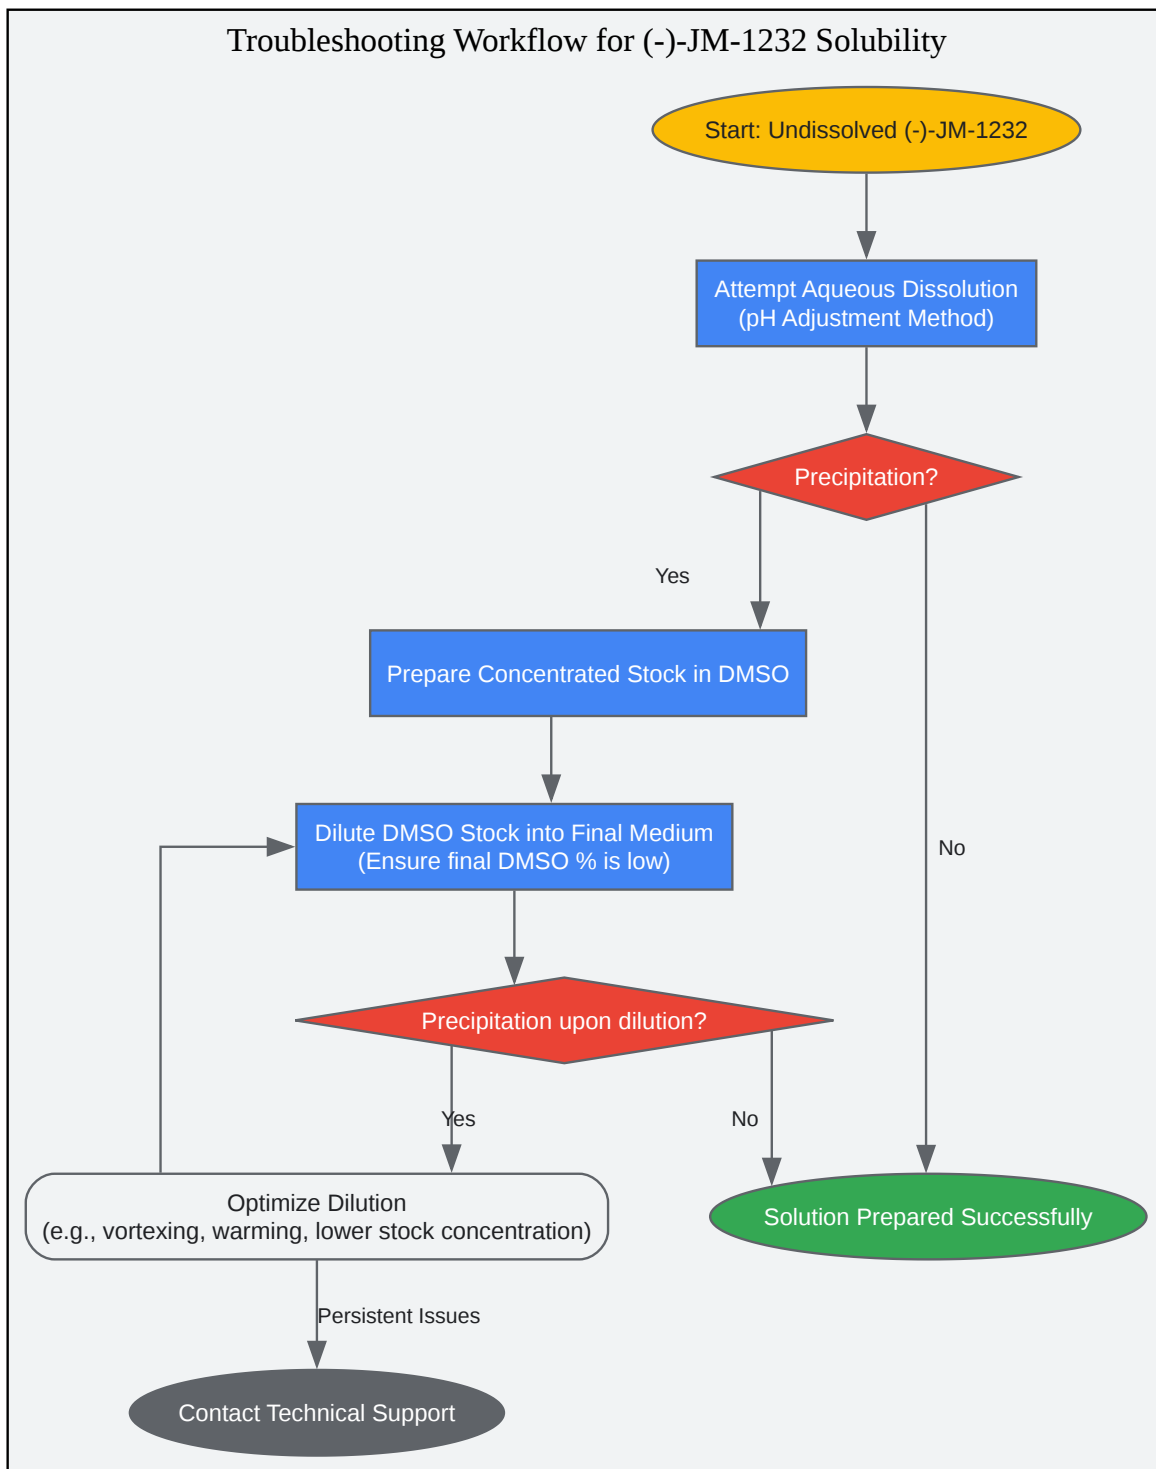 Troubleshooting Workflow for (-)-JM-1232 Solubility
Start: Undissolved (-)-JM-1232
Attempt Aqueous Dissolution
(pH Adjustment Method)
Precipitation?
Yes
Prepare Concentrated Stock in DMSO
Dilute DMSO Stock into Final Medium
(Ensure final DMSO % is low)
No
Precipitation upon dilution?
Yes
No
Optimize Dilution
(e.g., vortexing, warming, lower stock concentration)
Solution Prepared Successfully
Persistent Issues
Contact Technical Support